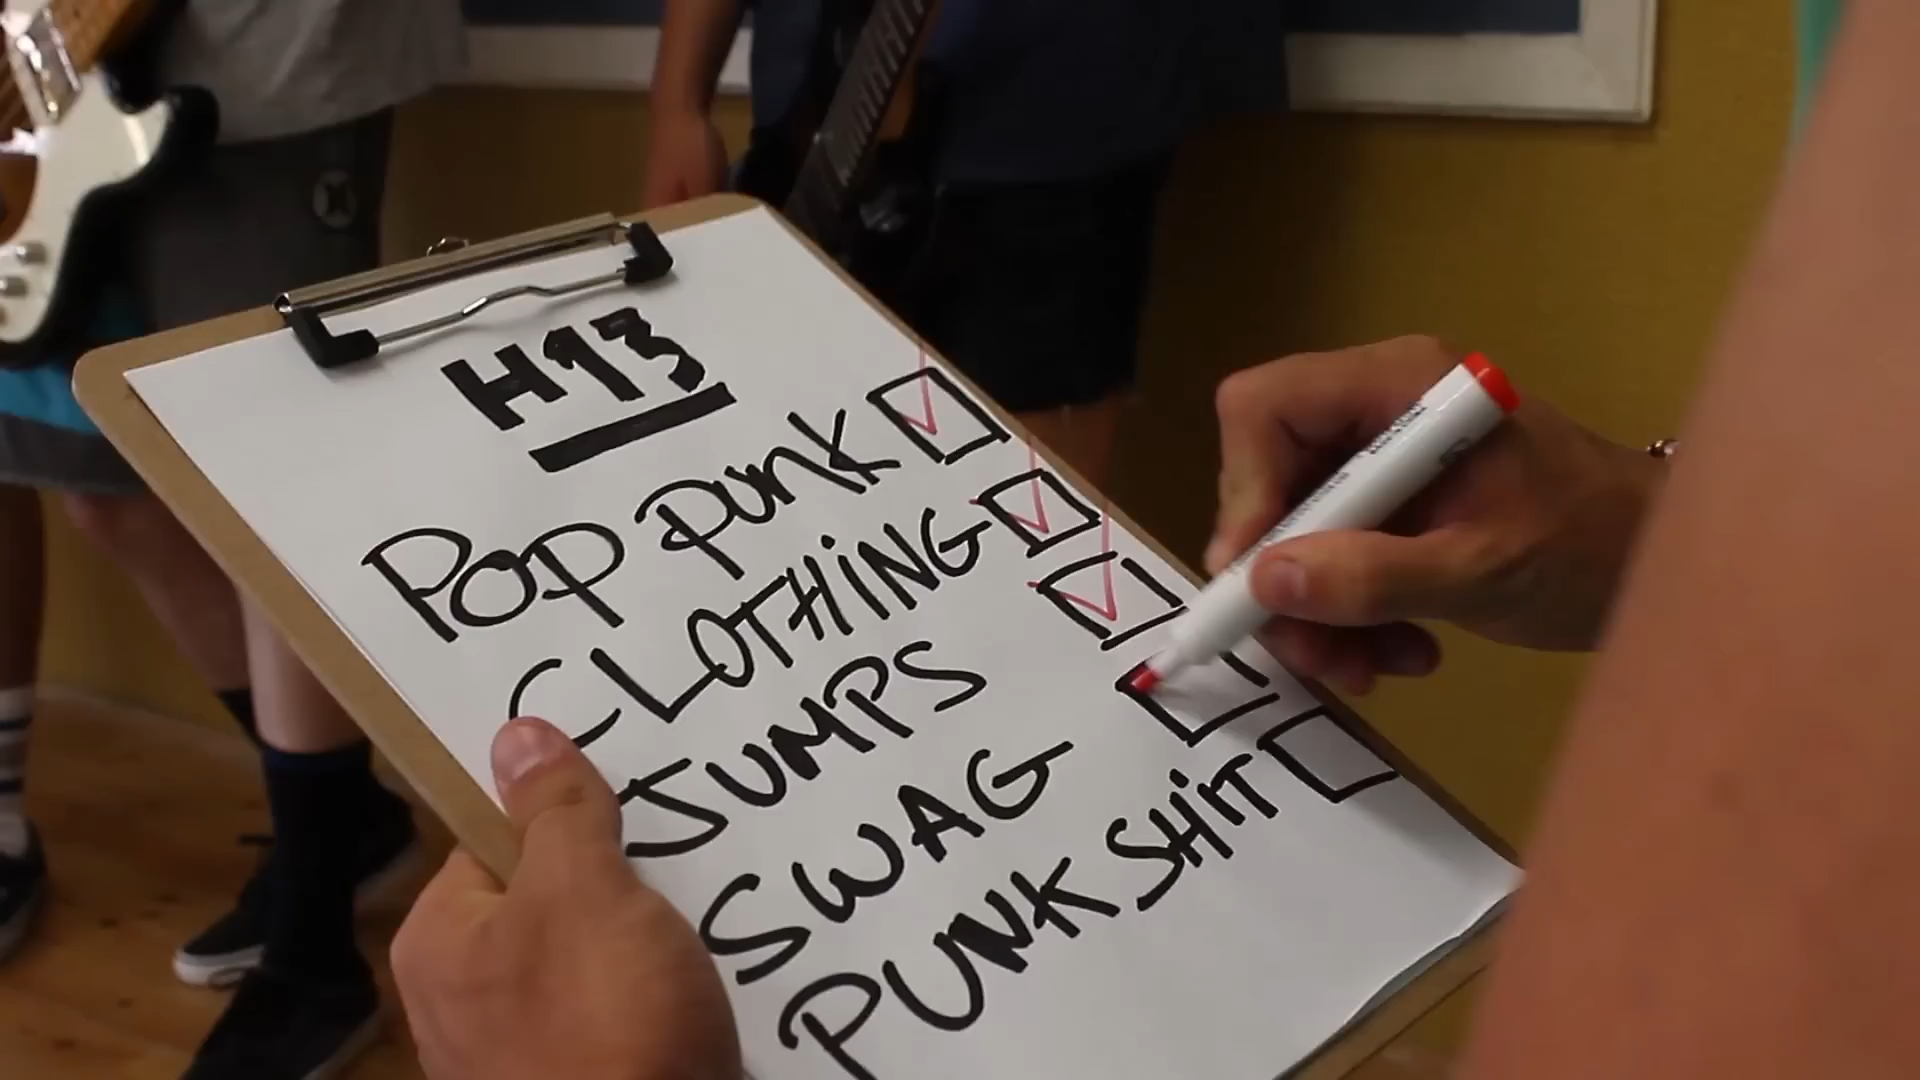 H13
POP PUNK
CLOTHING
JUMPS
SWAG
PUNK SHIT